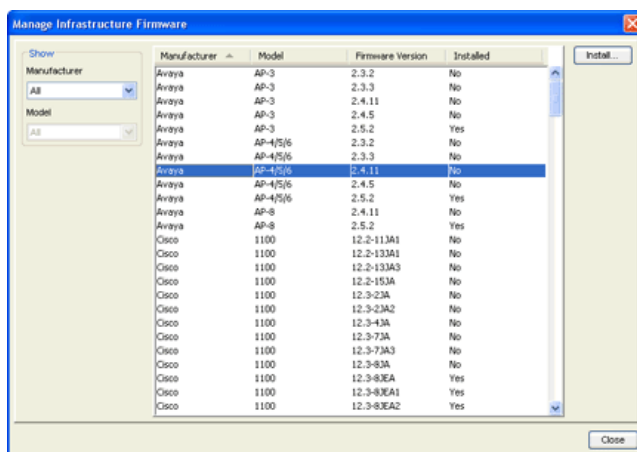 Manage Infrastructure Firmware
Show
Manufacturer
All
Model
All
Manufacturer Model Firmware Version Installed
Avaya AP-3 2.3.2 No
Avaya AP-3 2.3.3 No
Avaya AP-3 2.4.11 No
Avaya AP-3 2.4.5 No
Avaya AP-3 2.5.2 Yes
Avaya AP-4/5/6 2.3.2 No
Avaya AP-4/5/6 2.3.3 No
Avaya AP-4/5/6 2.4.11 No
Avaya AP-4/5/6 2.4.5 No
Avaya AP-4/5/6 2.5.2 Yes
Avaya AP-8 2.4.11 No
Avaya AP-8 2.5.2 Yes
Cisco 1100 12.2-11JA1 No
Cisco 1100 12.2-13JA1 No
Cisco 1100 12.2-13JA3 No
Cisco 1100 12.2-15JA No
Cisco 1100 12.3-2JA No
Cisco 1100 12.3-2JA2 No
Cisco 1100 12.3-4JA No
Cisco 1100 12.3-7JA No
Cisco 1100 12.3-7JA3 No
Cisco 1100 12.3-8JA No
Cisco 1100 12.3-8JEA Yes
Cisco 1100 12.3-8JEA1 Yes
Cisco 1100 12.3-8JEA2 Yes
Install...
Close